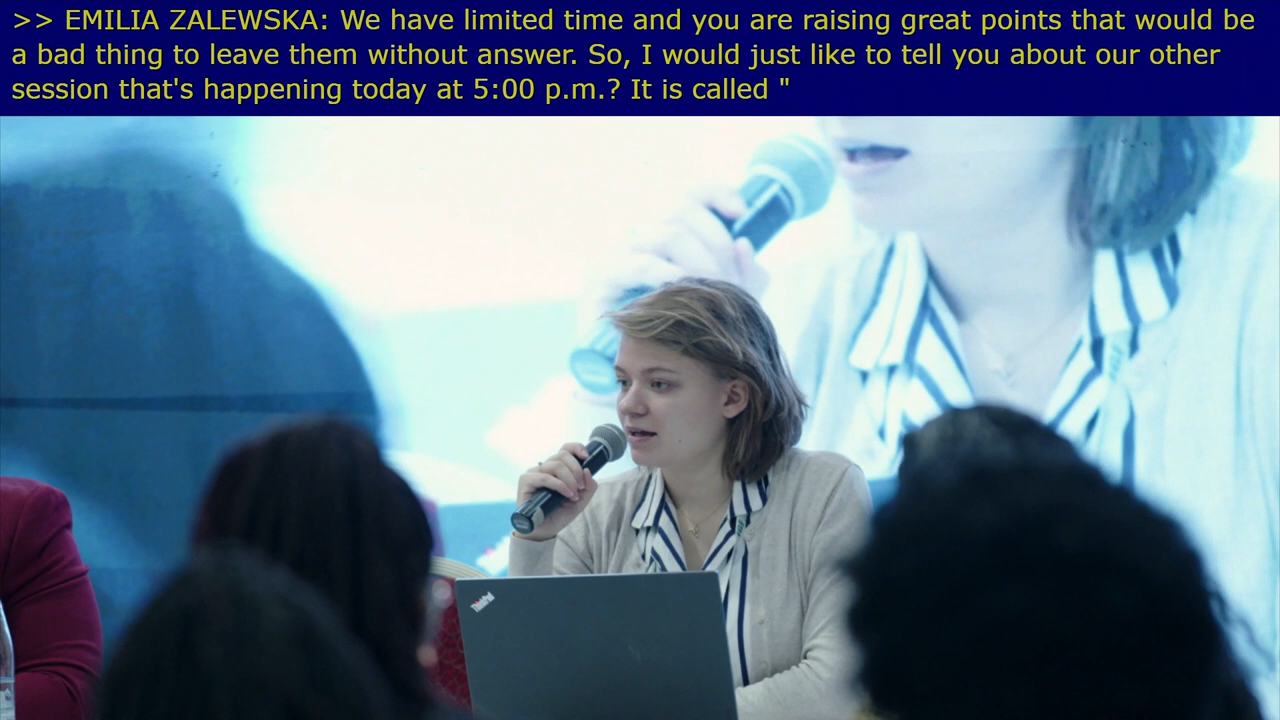 >> EMILIA ZALEWSKA: We have limited time and you are raising great points that would be
a bad thing to leave them without answer. So, I would just like to tell you about our other
session that's happening today at 5:00 p.m.? It is called "
ThinkPad